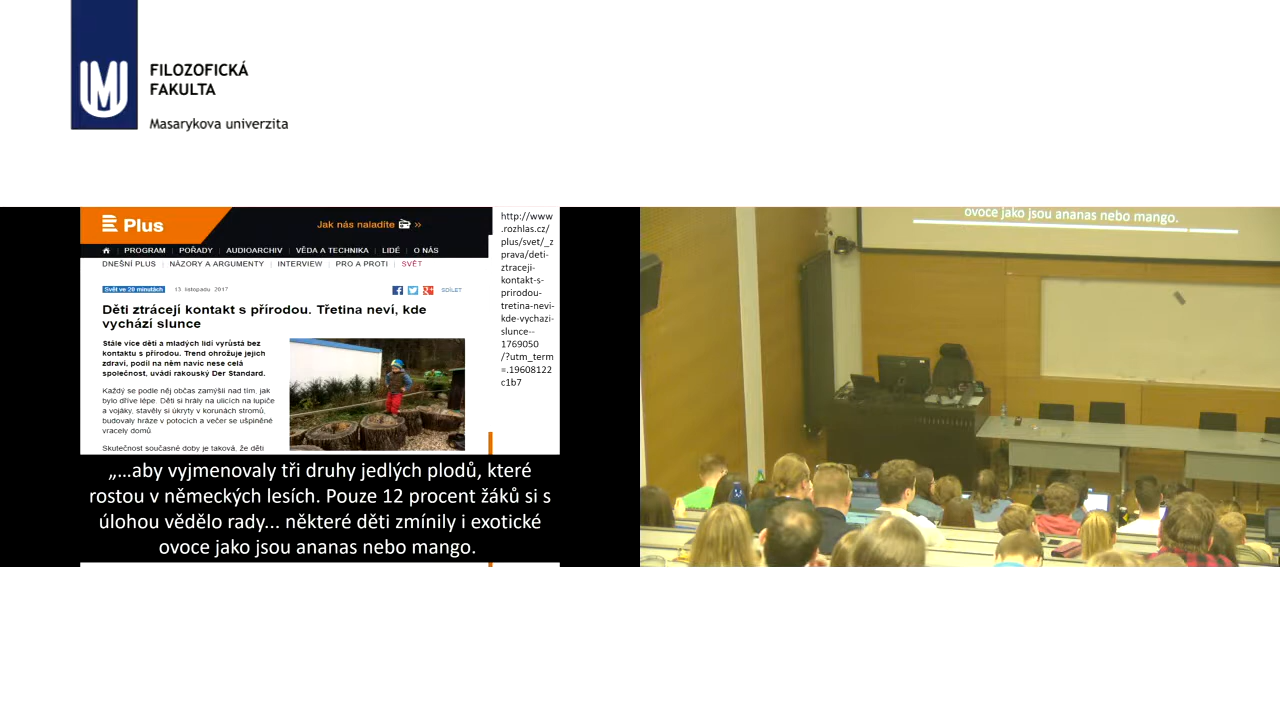 FILOZOFICKÁ
FAKULTA
Masarykova univerzita
Plus
Jak nás naladíte
PROGRAM | POŘADY | AUDIOARCHIV | VĚDA A TECHNIKA | LIDÉ | O NÁS
DNEŠNÍ PLUS | NÁZORY A ARGUMENTY | INTERVIEW | PRO A PROTI | SVĚT
Svět ve 20 minutách 13. listopadu 2017 SDÍLET
Děti ztrácejí kontakt s přírodou. Třetina neví, kde
vychází slunce
Stále více dětí a mladých lidí vyrůstá bez
kontaktu s přírodou. Trend ohrožuje jejich
zdraví, podíl na něm navíc nese celá
společnost, uvádí rakouský Der Standard.
Každý se podle něj občas zamýšlí nad tím, jak
bylo dříve lépe. Děti si hrály na ulicích na lupiče
a vojáky, stavěly si úkryty v korunách stromů,
budovaly hráze v potocích a večer se ušpiněné
vracely domů
Skutečnost současné doby je taková, že děti
http://www
.rozhlas.cz/
plus/svet/_z
prava/deti-
ztraceji-
kontakt-s-
prirodou-
tretina-nevi-
kde-vychazi-
slunce--
1769050
/?utm_term
=.19608122
c1b7
„...aby vyjmenovaly tři druhy jedlých plodů, které
rostou v německých lesích. Pouze 12 procent žáků si s
úlohou vědělo rady... některé děti zmínily i exotické
ovoce jako jsou ananas nebo mango.
ovoce jako jsou ananas nebo mango.